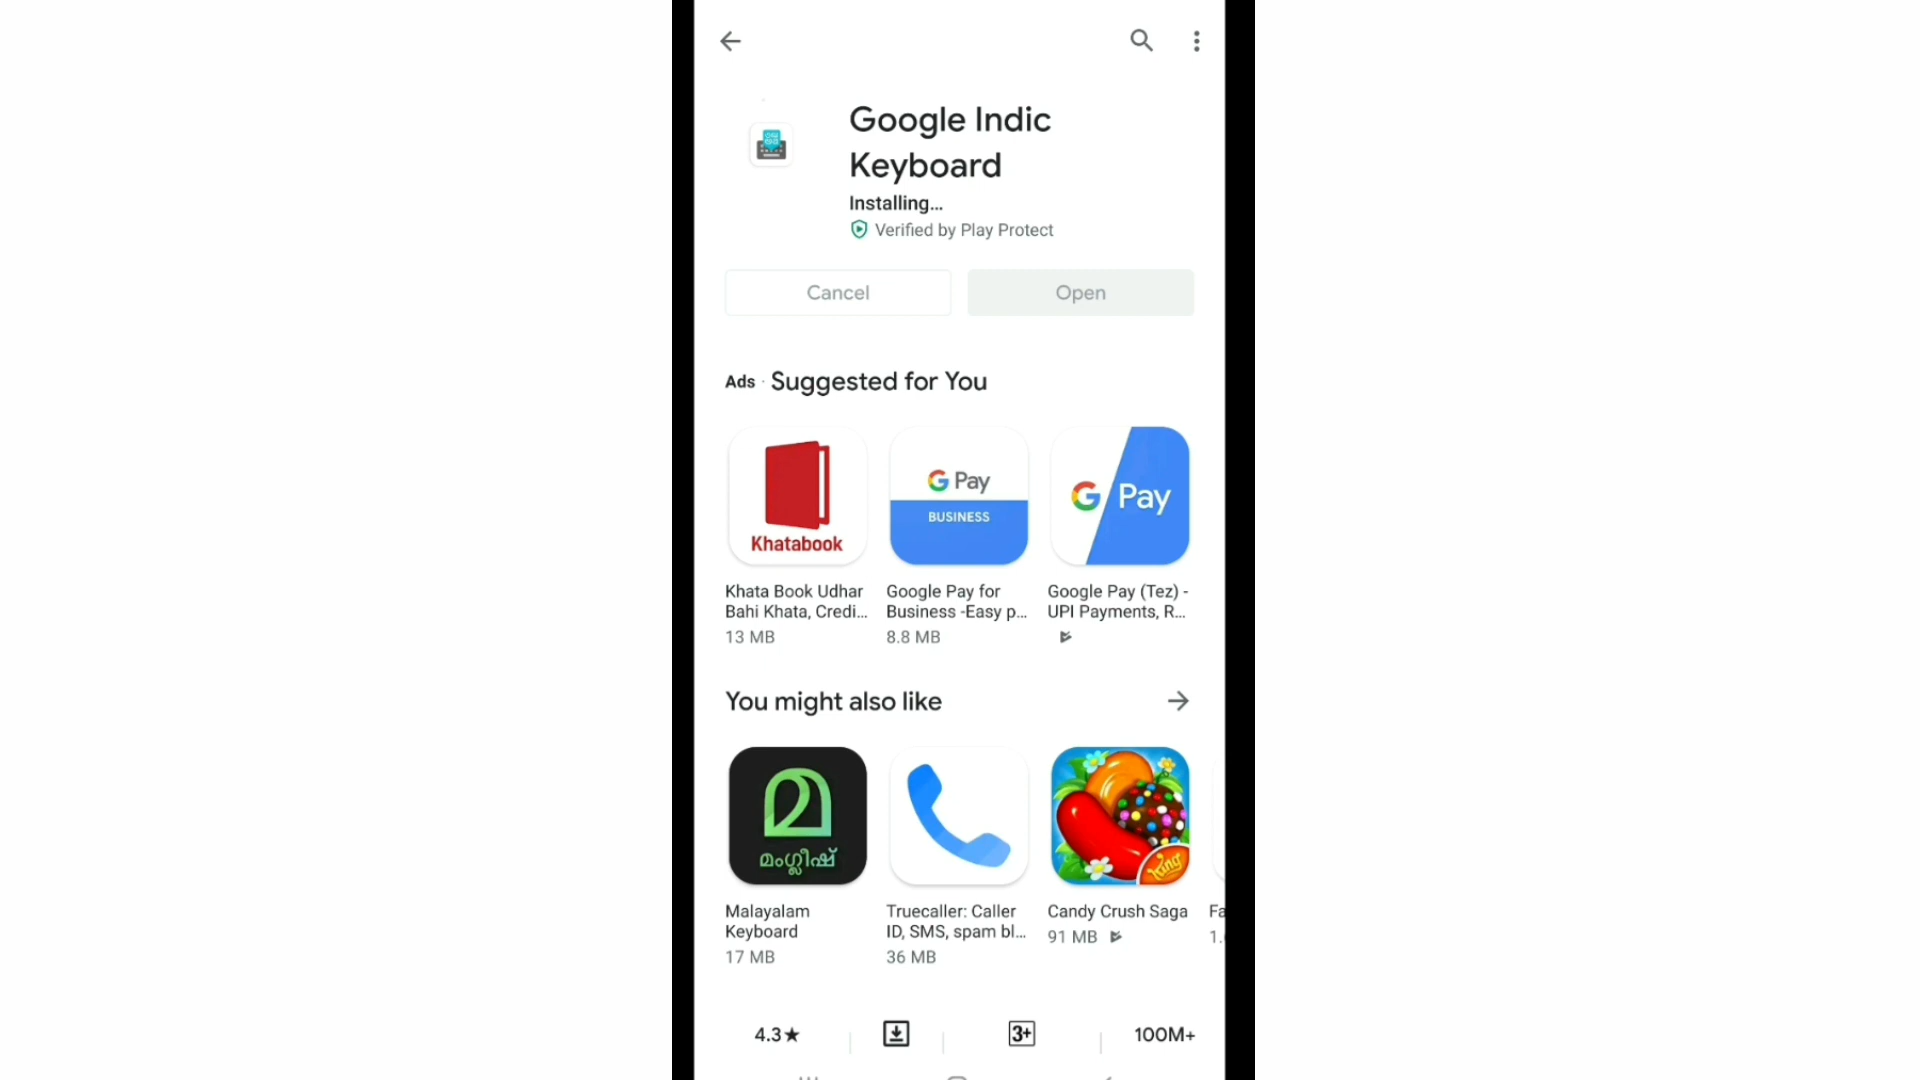 Google Indic
Keyboard
Installing...
Verified by Play Protect
Cancel
Open
Ads · Suggested for You
Khatabook
G Pay
BUSINESS
G Pay
Khata Book Udhar
Bahi Khata, Credi...
13 MB
Google Pay for
Business -Easy p...
8.8 MB
Google Pay (Tez) -
UPI Payments, R...
You might also like
മ
മംഗ്ലീഷ്
King
Malayalam
Keyboard
17 MB
Truecaller: Caller
ID, SMS, spam bl...
36 MB
Candy Crush Saga
91 MB
Fa
1.
4.3★
3+
100M+